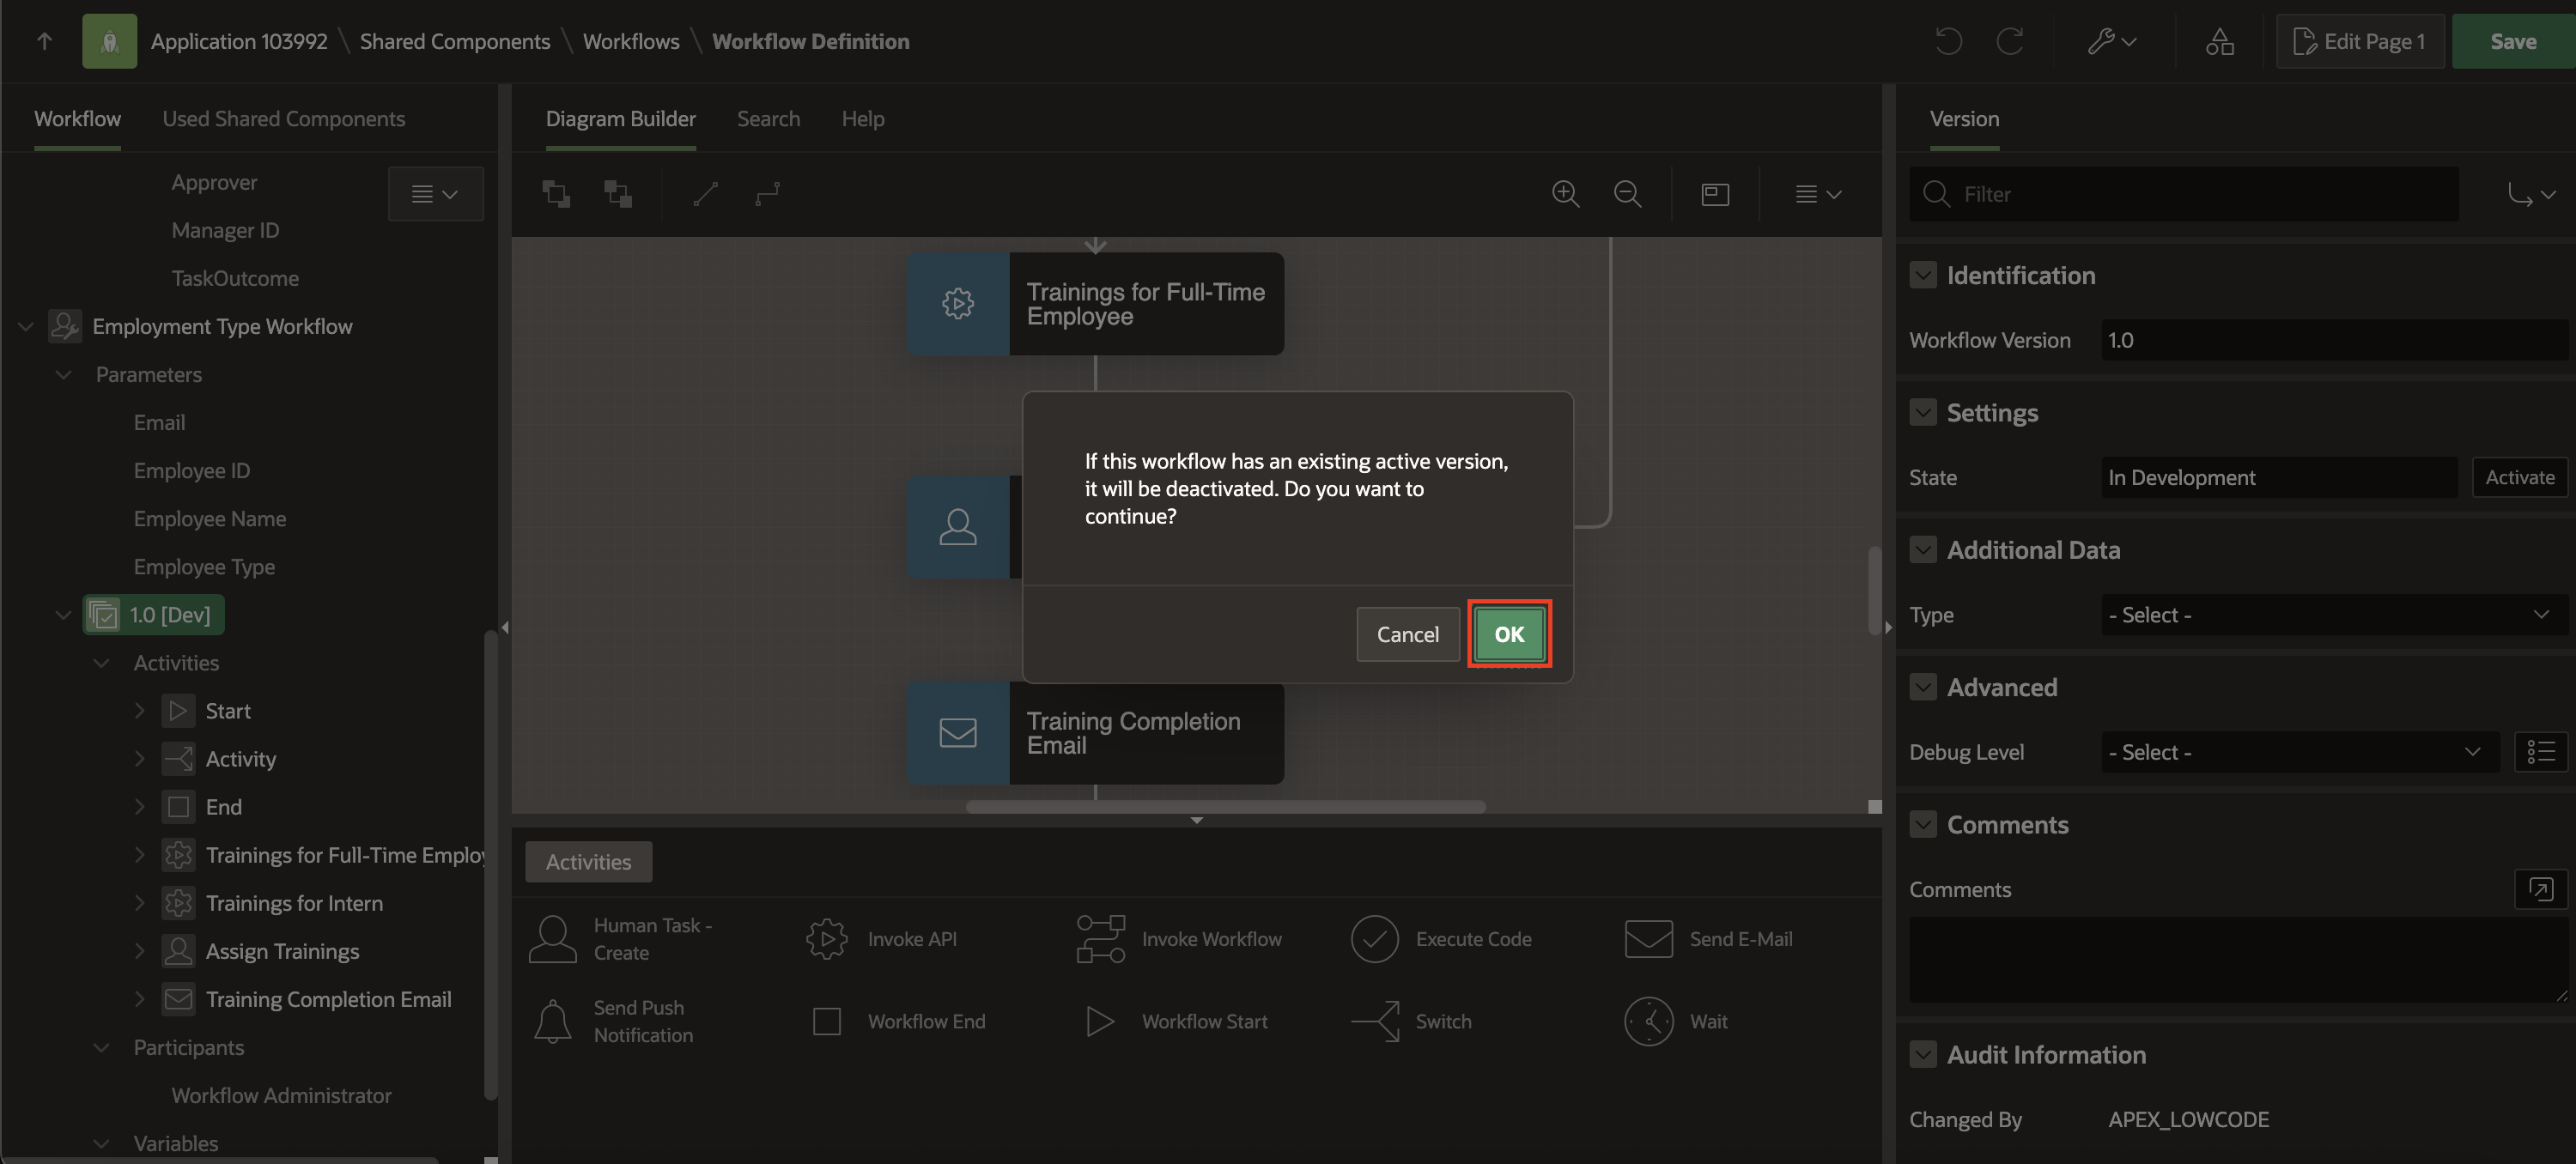 Application 103992 \ Shared Components \ Workflows \ Workflow Definition
Edit Page 1
Save
Workflow
Used Shared Components
Approver
Manager ID
TaskOutcome
Employment Type Workflow
Parameters
Email
Employee ID
Employee Name
Employee Type
1.0 [Dev]
Activities
Start
Activity
End
Trainings for Full-Time Employ
Trainings for Intern
Assign Trainings
Training Completion Email
Participants
Workflow Administrator
Variables
Diagram Builder
Search
Help
Trainings for Full-Time
Employee
If this workflow has an existing active version,
it will be deactivated. Do you want to
continue?
Cancel
OK
Training Completion
Email
Activities
Human Task -
Create
Invoke API
Invoke Workflow
Execute Code
Send E-Mail
Send Push
Notification
Workflow End
Workflow Start
Switch
Wait
Version
Filter
Identification
Workflow Version
1.0
Settings
State
In Development
Activate
Additional Data
Type
- Select -
Advanced
Debug Level
- Select -
Comments
Comments
Audit Information
Changed By
APEX_LOWCODE